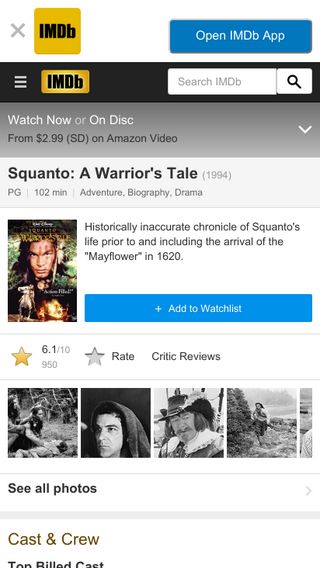 IMDb
Open IMDb App
IMDb
Search IMDb
Watch Now or On Disc
From $2.99 (SD) on Amazon Video
Squanto: A Warrior's Tale (1994)
PG | 102 min | Adventure, Biography, Drama
SQUANTO
A WARRIOR'S TALE
Historically inaccurate chronicle of Squanto's
life prior to and including the arrival of the
"Mayflower" in 1620.
+ Add to Watchlist
6.1/10
950
Rate
Critic Reviews
See all photos
Cast & Crew
Top Billed Cast